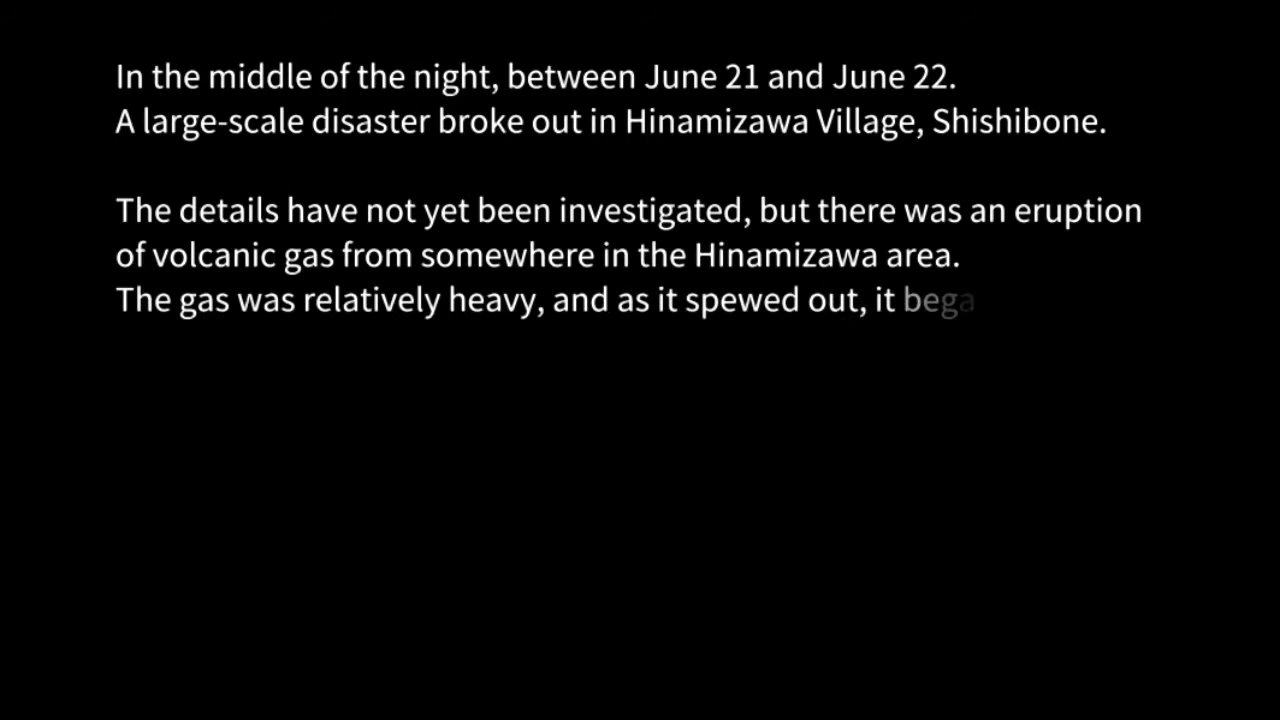 In the middle of the night, between June 21 and June 22.
A large-scale disaster broke out in Hinamizawa Village, Shishibone.
The details have not yet been investigated, but there was an eruption
of volcanic gas from somewhere in the Hinamizawa area.
The gas was relatively heavy, and as it spewed out, it bega